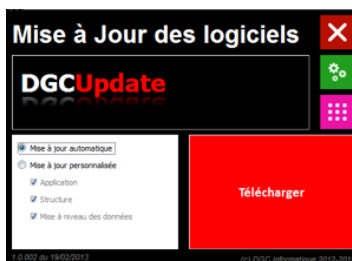 Mise à Jour des logiciels
DGCUpdate
Mise à jour automatique
Mise à jour personnalisée
Application
Structure
Mise à niveau des données
Télécharger
1.0.002 du 19/02/2013
(c) DGC Informatique 2012-201